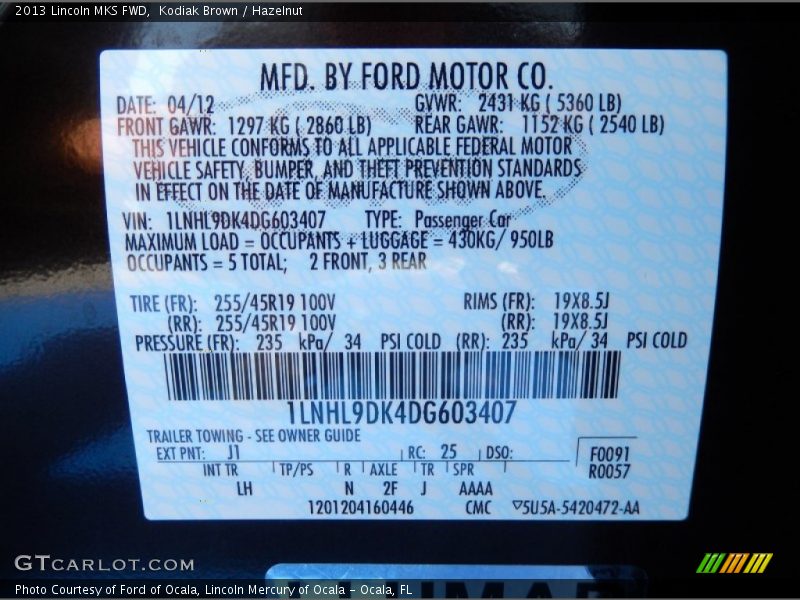 2013 Lincoln MKS FWD, Kodiak Brown / Hazelnut
MFD. BY FORD MOTOR CO.
DATE: 04/12 GVWR: 2431 KG ( 5360 LB)
FRONT GAWR: 1297 KG ( 2860 LB) REAR GAWR: 1152 KG ( 2540 LB)
THIS VEHICLE CONFORMS TO ALL APPLICABLE FEDERAL MOTOR
VEHICLE SAFETY, BUMPER, AND THEFT PREVENTION STANDARDS
IN EFFECT ON THE DATE OF MANUFACTURE SHOWN ABOVE.
VIN: 1LNHL9DK4DG603407 TYPE: Passenger Car
MAXIMUM LOAD = OCCUPANTS + LUGGAGE = 430KG/ 950LB
OCCUPANTS = 5 TOTAL; 2 FRONT, 3 REAR
TIRE (FR): 255/45R19 100V RIMS (FR): 19X8.5J
(RR): 255/45R19 100V (RR): 19X8.5J
PRESSURE (FR): 235 kPa/ 34 PSI COLD (RR): 235 kPa/ 34 PSI COLD
1LNHL9DK4DG603407
TRAILER TOWING - SEE OWNER GUIDE
EXT PNT: J1 RC: 25 DSO: F0091
INT TR TP/PS R AXLE TR SPR R0057
LH N 2F J AAAA
1201204160446 CMC ▽5U5A-5420472-AA
GTCARLOT.COM
Photo Courtesy of Ford of Ocala, Lincoln Mercury of Ocala - Ocala, FL